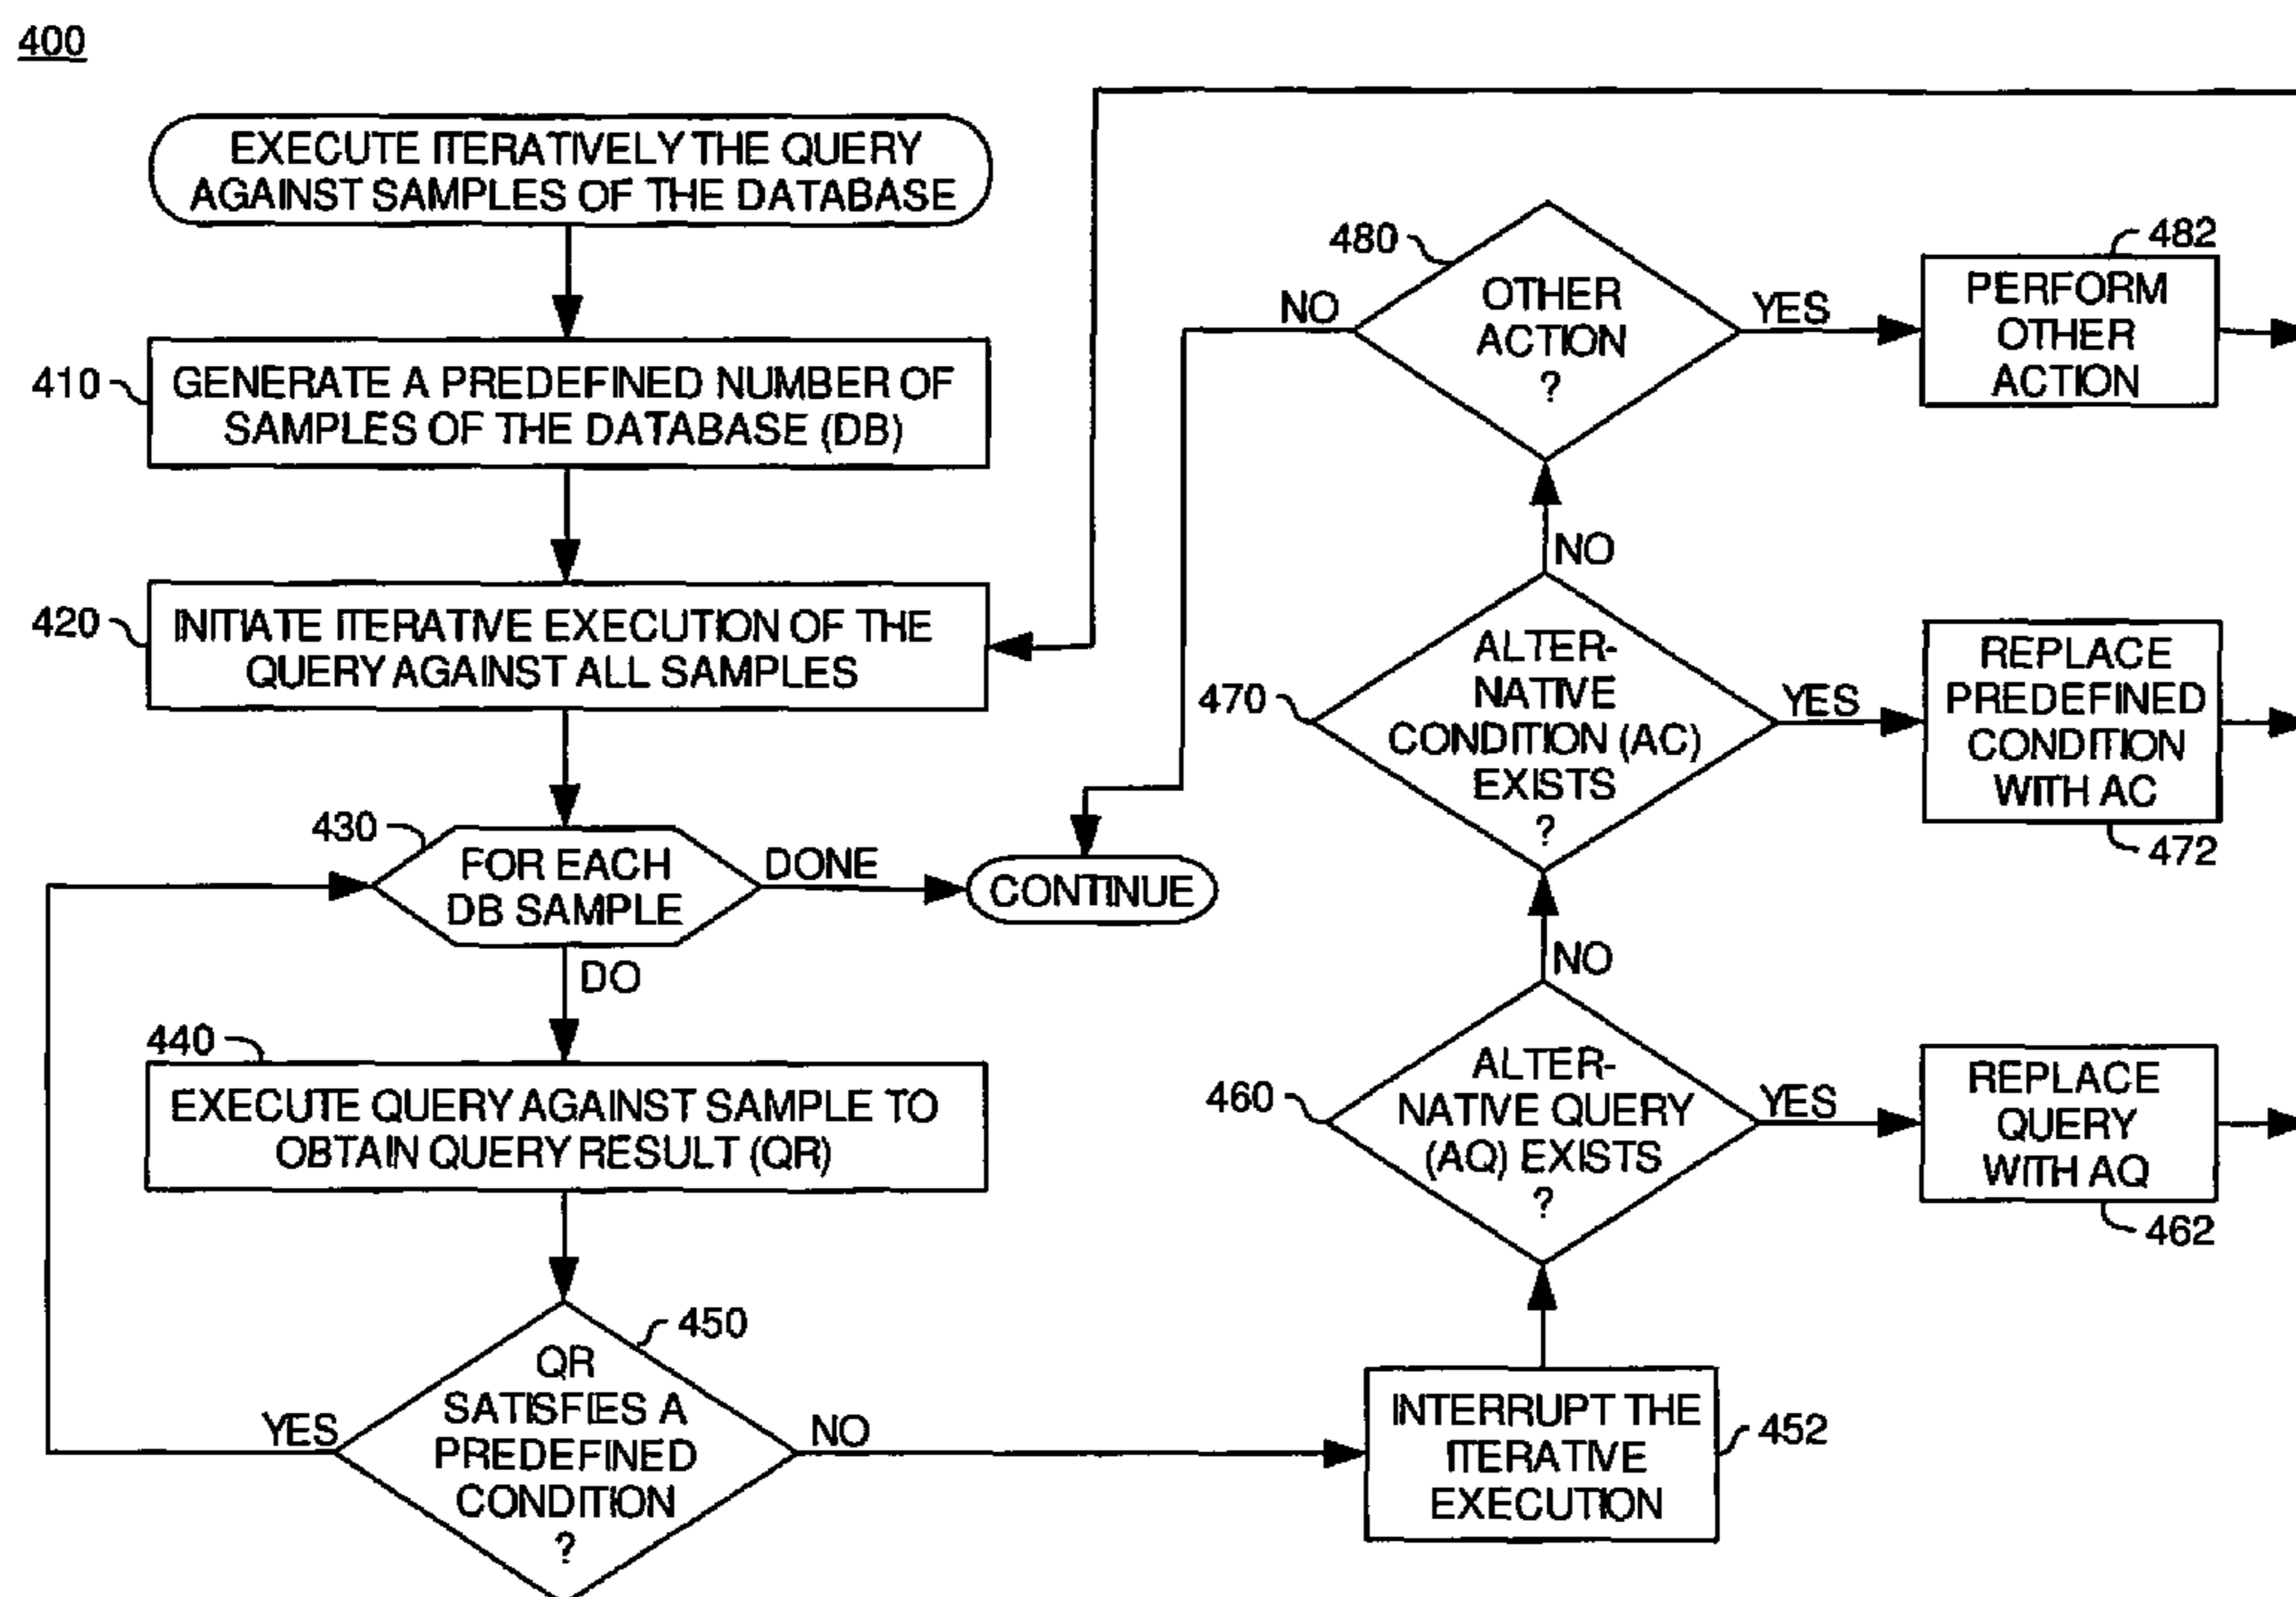 400
EXECUTE ITERATIVELY THE QUERY
AGAINST SAMPLES OF THE DATABASE
410
GENERATE A PREDEFINED NUMBER OF
SAMPLES OF THE DATABASE (DB)
420
INITIATE ITERATIVE EXECUTION OF THE
QUERY AGAINST ALL SAMPLES
430
FOR EACH
DB SAMPLE
DONE
CONTINUE
DO
440
EXECUTE QUERY AGAINST SAMPLE TO
OBTAIN QUERY RESULT (QR)
450
QR
SATISFIES A
PREDEFINED
CONDITION
?
YES
NO
INTERRUPT THE
ITERATIVE
EXECUTION
452
460
ALTER-
NATIVE QUERY
(AQ) EXISTS
?
YES
REPLACE
QUERY
WITH AQ
462
NO
470
ALTER-
NATIVE
CONDITION (AC)
EXISTS
?
YES
REPLACE
PREDEFINED
CONDITION
WITH AC
472
NO
480
OTHER
ACTION
?
NO
YES
482
PERFORM
OTHER
ACTION